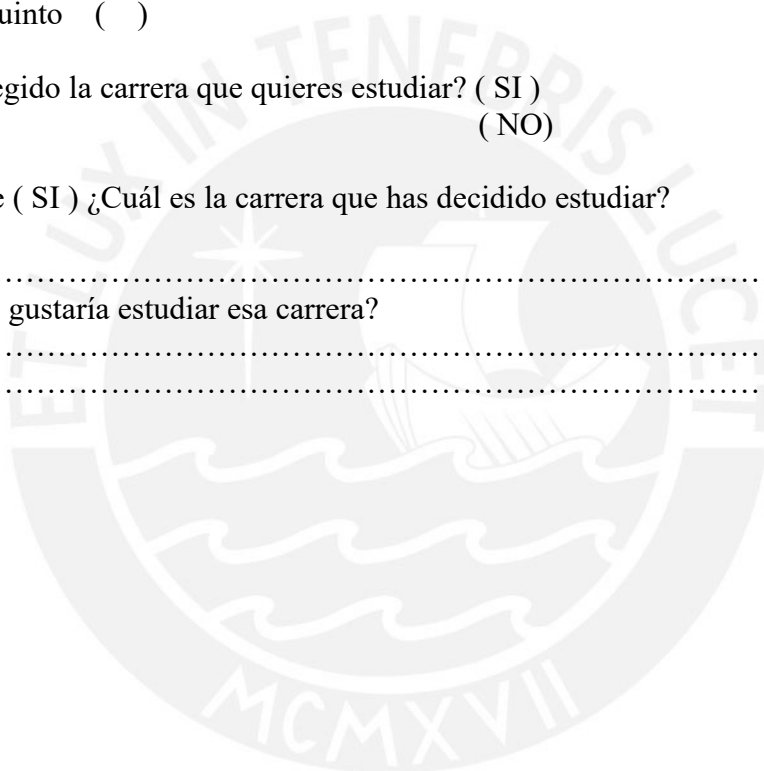 uinto ( )
egido la carrera que quieres estudiar? ( SI )
( NO)
e ( SI ) ¿Cuál es la carrera que has decidido estudiar?
……………………………………………………………
gustaría estudiar esa carrera?
……………………………………………………………
……………………………………………………………
ET LUX IN TENEBRIS LUCET
MCMXVII